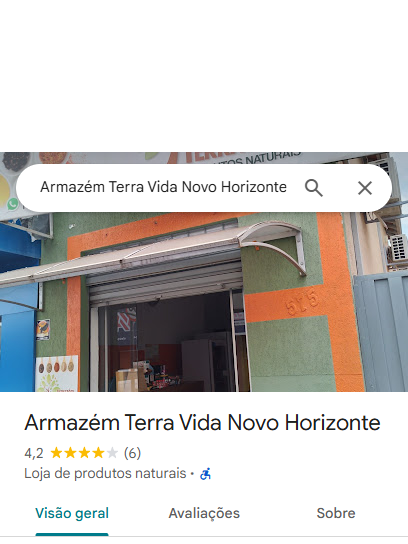 NTOS NATURAIS
Armazém Terra Vida Novo Horizonte
515
Armazém Terra Vida Novo Horizonte
4,2 (6)
Loja de produtos naturais ·
Visão geral
Avaliações
Sobre